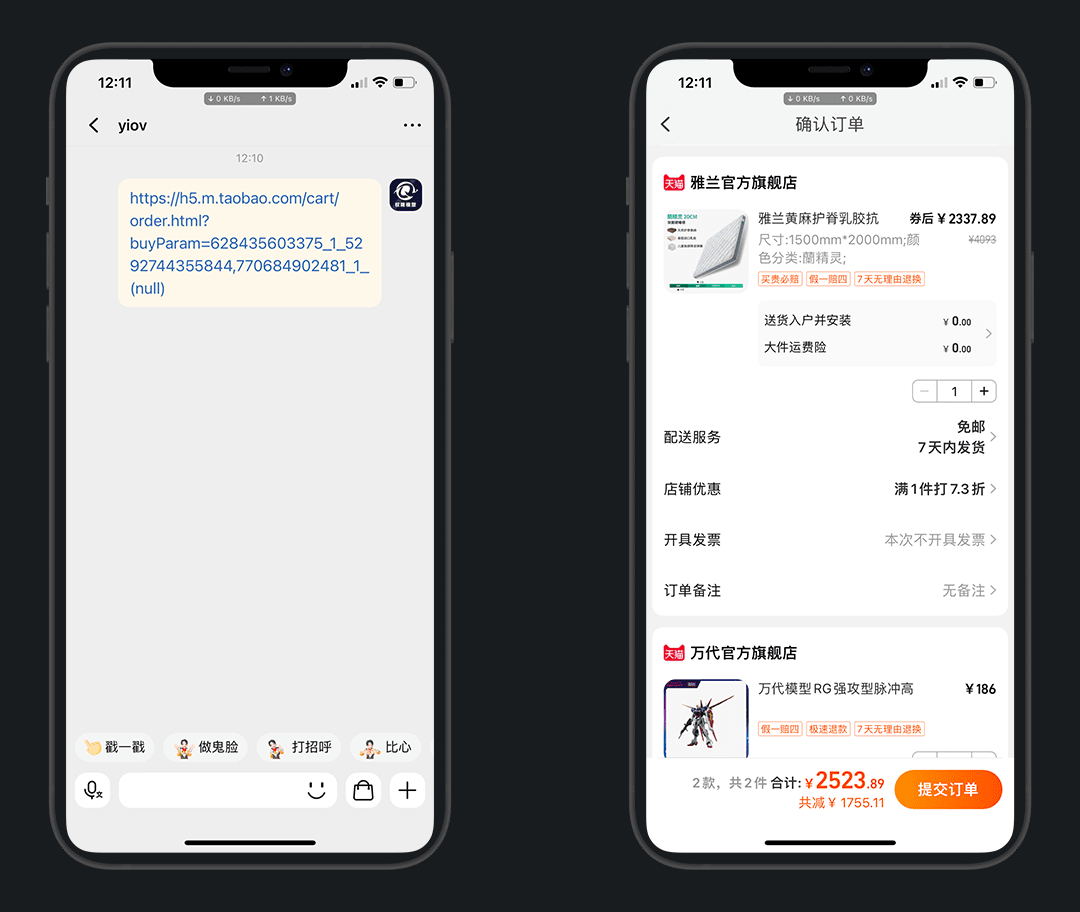 12:11
↓ 0 KB/s ↑ 1 KB/s
yiov
12:10
https://h5.m.taobao.com/cart/
order.html?
buyParam=628435603375_1_52
92744355844,770684902481_1_
(null)
戳一戳
做鬼脸
打招呼
比心
12:11
↓ 0 KB/s ↑ 0 KB/s
确认订单
天猫 雅兰官方旗舰店
雅兰黄麻护脊乳胶抗 券后 ¥ 2337.89
尺寸:1500mm*2000mm;颜 ¥4093
色分类:蘭精灵;
买贵必赔 假一赔四 7天无理由退换
蘭精灵 20CM
送货入户并安装 ¥ 0.00
大件运费险 ¥ 0.00
1
配送服务 免邮
7天内发货
店铺优惠 满1件打7.3折
开具发票 本次不开具发票
订单备注 无备注
天猫 万代官方旗舰店
万代模型RG强攻型脉冲高 ¥ 186
假一赔四 极速退款 7天无理由退换
2款，共2件 合计: ¥ 2523.89
共减 ¥ 1755.11
提交订单